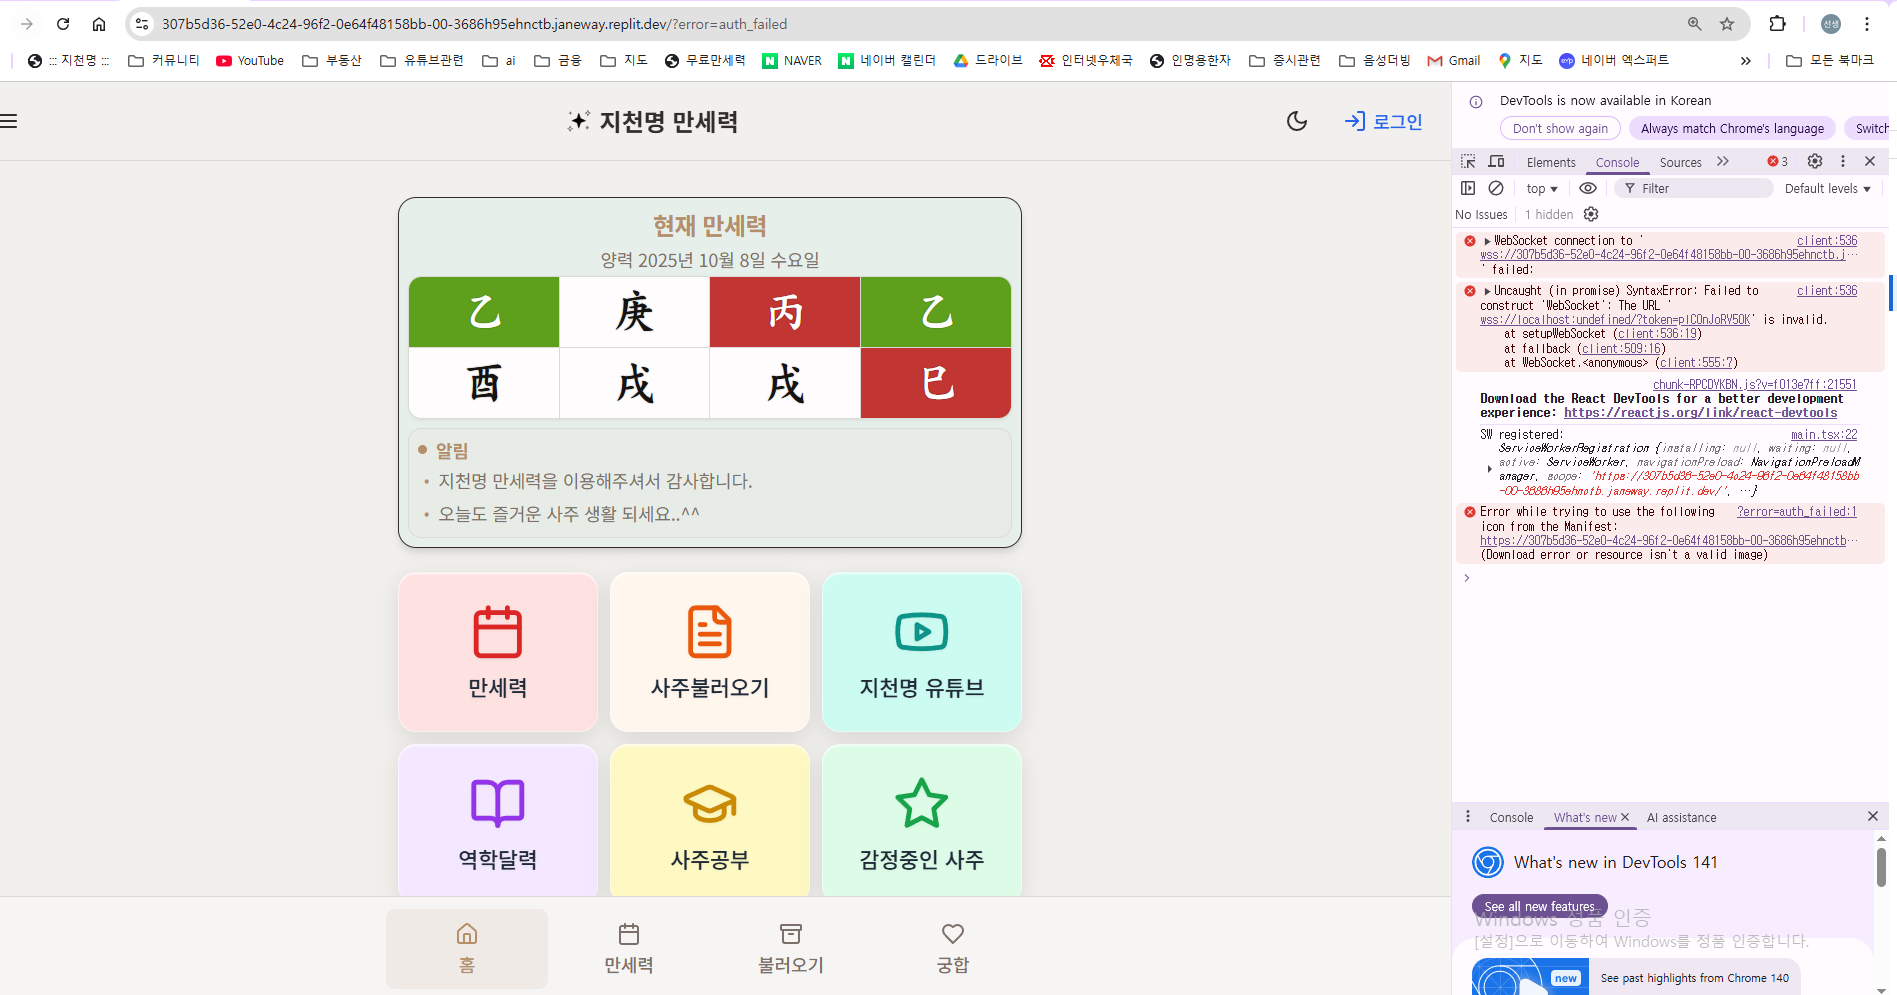 307b5d36-52e0-4c24-96f2-0e64f48158bb-00-3686h95ehnctb.janeway.replit.dev/?error=auth_failed
선생
::: 지천명 :::
커뮤니티
YouTube
부동산
유튜브관련
ai
금융
지도
무료만세력
NAVER
네이버 캘린더
드라이브
인터넷우체국
인명용한자
증시관련
음성더빙
Gmail
지도
네이버 엑스퍼트
»
모든 북마크
지천명 만세력
로그인
현재 만세력
양력 2025년 10월 8일 수요일
乙 庚 丙 乙
酉 戌 戌 巳
• 알림
• 지천명 만세력을 이용해주셔서 감사합니다.
• 오늘도 즐거운 사주 생활 되세요..^^
만세력
사주불러오기
지천명 유튜브
역학달력
사주공부
감정중인 사주
홈
만세력
불러오기
궁합
DevTools is now available in Korean
Don't show again
Always match Chrome's language
Switch
Elements
Console
Sources
3
top
Filter
Default levels
No Issues
1 hidden
WebSocket connection to ' client:536
wss://307b5d36-52e0-4c24-96f2-0e64f48158bb-00-3686h95ehnctb.j…
' failed:
Uncaught (in promise) SyntaxError: Failed to client:536
construct 'WebSocket': The URL '
wss://localhost:undefined/?token=plCOnJoRV5OK' is invalid.
at setupWebSocket (client:536:19)
at fallback (client:509:16)
at WebSocket.<anonymous> (client:555:7)
chunk-RPCDYKBN.js?v=f013e7ff:21551
Download the React DevTools for a better development
experience: https://reactjs.org/link/react-devtools
SW registered: main.tsx:22
ServiceWorkerRegistration {installing: null, waiting: null,
active: ServiceWorker, navigationPreload: NavigationPreloadM
anager, scope: 'https://307b5d36-52e0-4c24-96f2-0e64f48158bb
-00-3686h95ehnctb.janeway.replit.dev/', …}
Error while trying to use the following ?error=auth_failed:1
icon from the Manifest:
https://307b5d36-52e0-4c24-96f2-0e64f48158bb-00-3686h95ehnctb…
(Download error or resource isn't a valid image)
Console
What's new
AI assistance
What's new in DevTools 141
See all new features
Windows 정품 인증
[설정]으로 이동하여 Windows를 정품 인증합니다.
new
See past highlights from Chrome 140